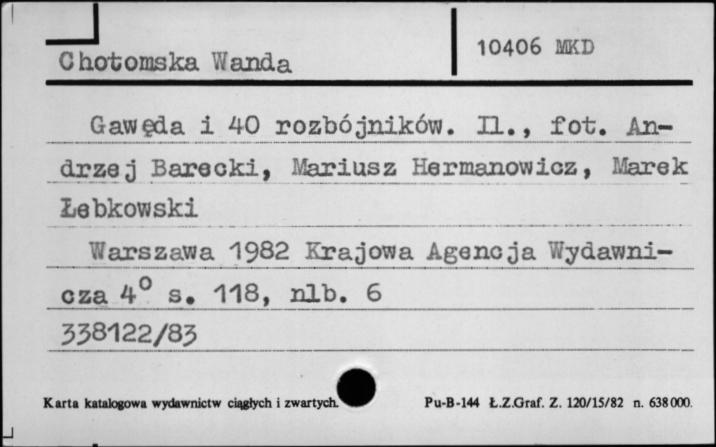 Chotomska Wanda
10406 MKD
Gawęda i 40 rozbójników. Il., fot. An-
drzej Barecki, Mariusz Hermanowicz, Marek
Łebkowski
Warszawa 1982 Krajowa Agencja Wydawni-
cza 4° s. 118, nlb. 6
338122/83
Karta katalogowa wydawnictw ciągłych i zwartych.
Pu-B-144 Ł.Z.Graf. Z. 120/15/82 n. 638000.